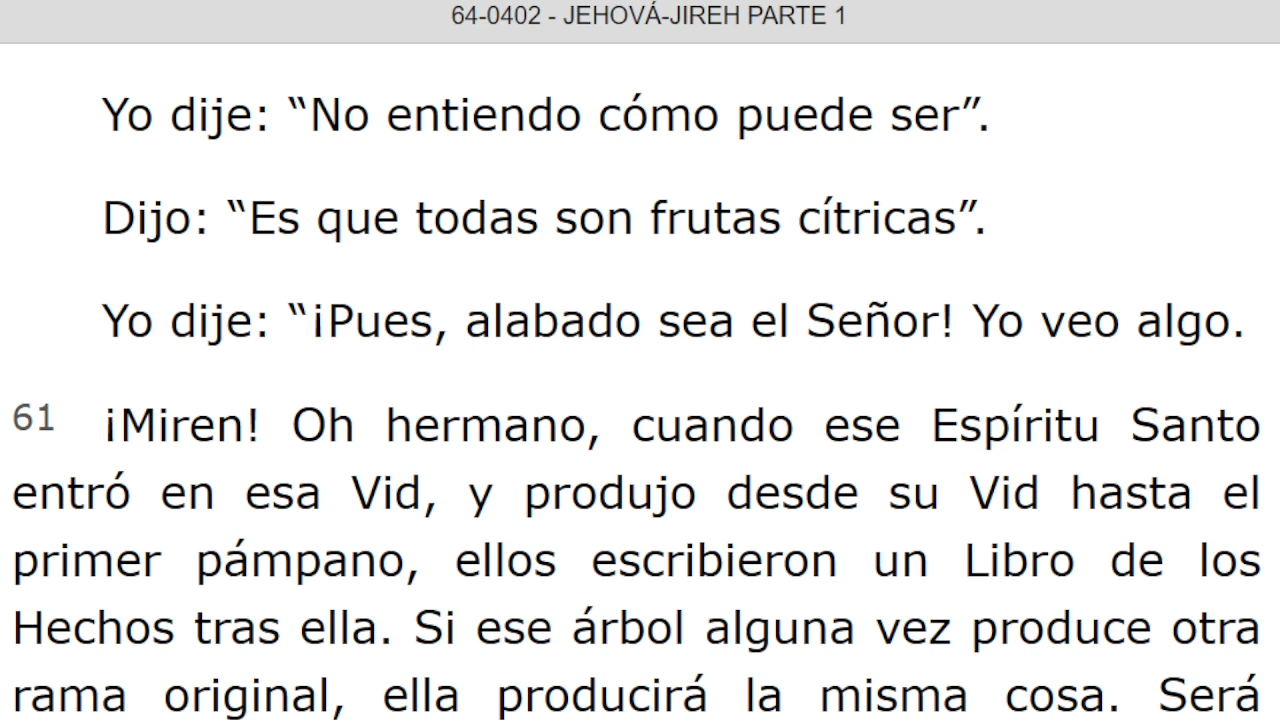 64-0402 - JEHOVÁ-JIREH PARTE 1
Yo dije: “No entiendo cómo puede ser”.
Dijo: “Es que todas son frutas cítricas”.
Yo dije: “¡Pues, alabado sea el Señor! Yo veo algo.
61 ¡Miren! Oh hermano, cuando ese Espíritu Santo
entró en esa Vid, y produjo desde su Vid hasta el
primer pámpano, ellos escribieron un Libro de los
Hechos tras ella. Si ese árbol alguna vez produce otra
rama original, ella producirá la misma cosa. Será